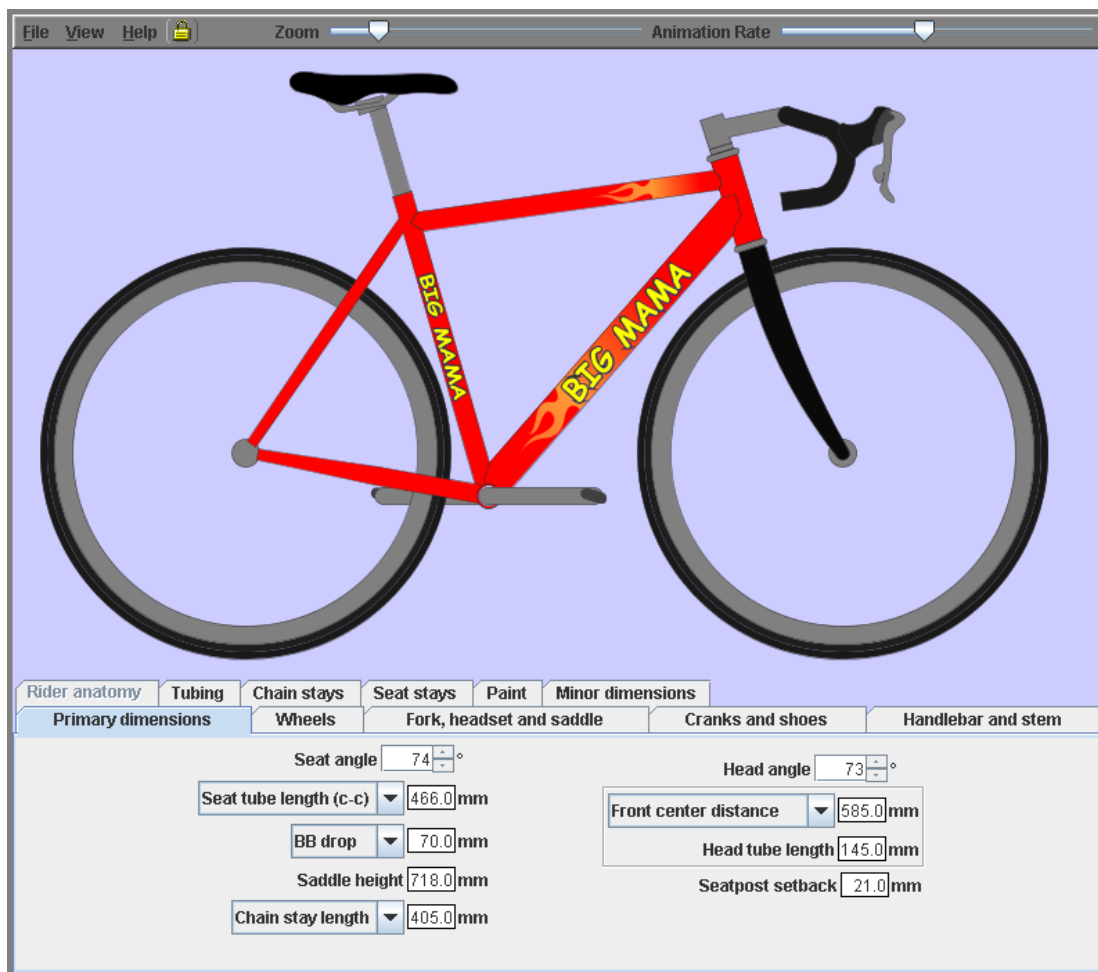 File View Help Zoom Animation Rate
BIG MAMA
BIG MAMA
Rider anatomy Tubing Chain stays Seat stays Paint Minor dimensions
Primary dimensions Wheels Fork, headset and saddle Cranks and shoes Handlebar and stem
Seat angle 74 ° Head angle 73 °
Seat tube length (c-c) 466.0 mm Front center distance 585.0 mm
BB drop 70.0 mm Head tube length 145.0 mm
Saddle height 718.0 mm Seatpost setback 21.0 mm
Chain stay length 405.0 mm